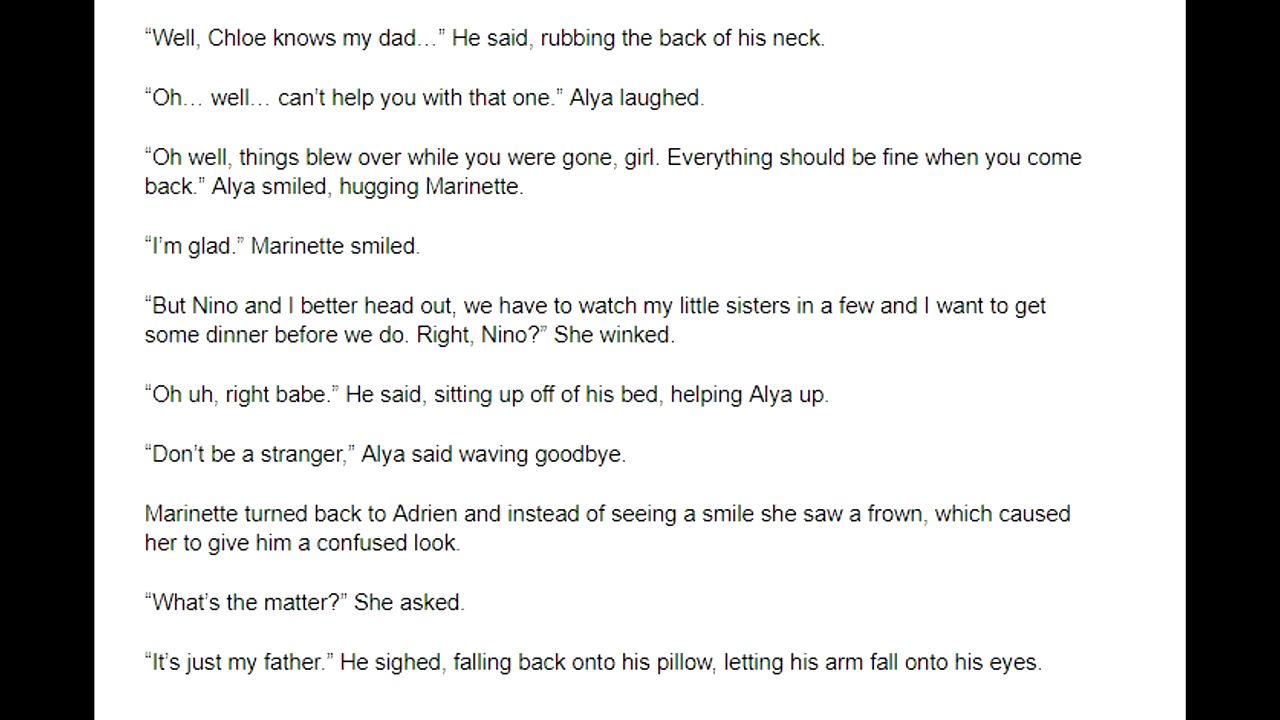 “Well, Chloe knows my dad…” He said, rubbing the back of his neck.
“Oh… well… can’t help you with that one.” Alya laughed.
“Oh well, things blew over while you were gone, girl. Everything should be fine when you come
back.” Alya smiled, hugging Marinette.
“I’m glad.” Marinette smiled.
“But Nino and I better head out, we have to watch my little sisters in a few and I want to get
some dinner before we do. Right, Nino?” She winked.
“Oh uh, right babe.” He said, sitting up off of his bed, helping Alya up.
“Don’t be a stranger,” Alya said waving goodbye.
Marinette turned back to Adrien and instead of seeing a smile she saw a frown, which caused
her to give him a confused look.
“What’s the matter?” She asked.
“It’s just my father.” He sighed, falling back onto his pillow, letting his arm fall onto his eyes.